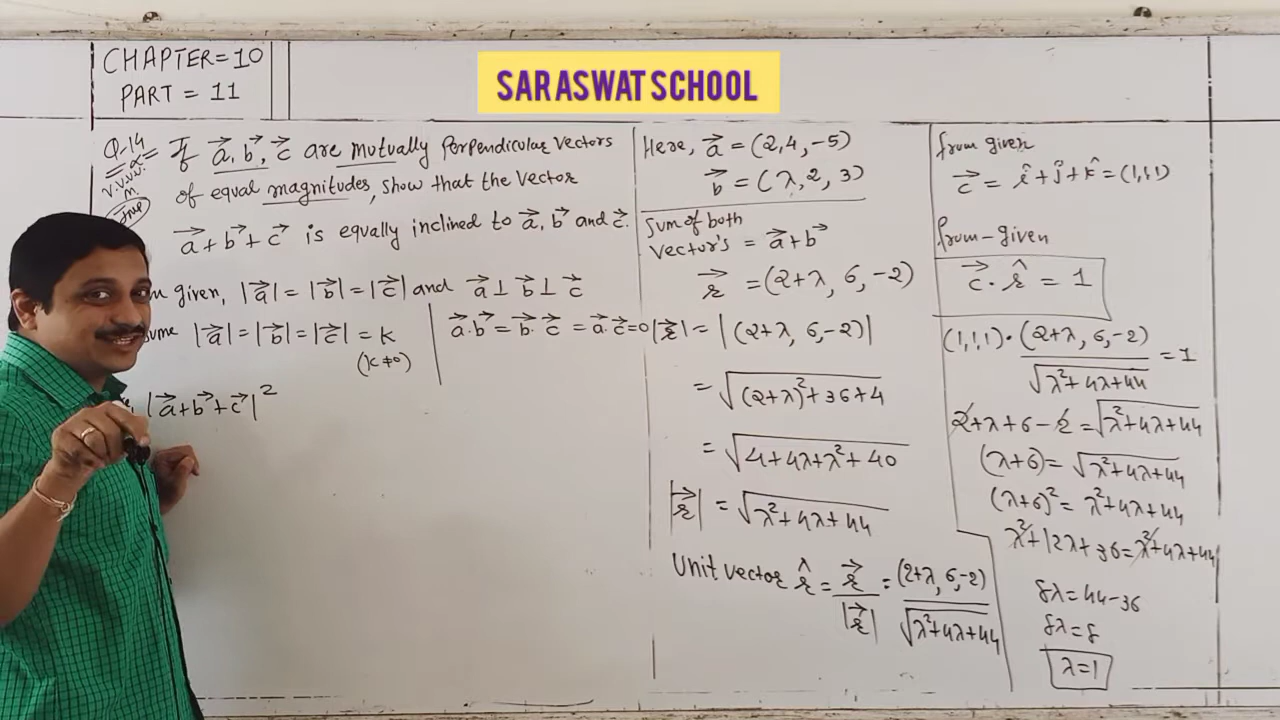 SARASWAT SCHOOL
CHAPTER=10
PART = 11
Q.14
V.V.V.V.
If a⃗, b⃗, c⃗ are mutually perpendicular vectors
of equal magnitudes, show that the vector
a⃗+b⃗+c⃗ is equally inclined to a⃗, b⃗ and c⃗.
given, |a⃗|=|b⃗|=|c⃗| and a⃗⊥b⃗⊥c⃗
|a⃗|=|b⃗|=|c⃗|=k
(k≠0)
a⃗.b⃗=b⃗.c⃗=a⃗.c⃗=0
|a⃗+b⃗+c⃗|²
Here, a⃗=(2,4,-5)
b⃗=(λ,2,3)
Sum of both
Vector's = a⃗+b⃗
r⃗=(2+λ, 6, -2)
|r⃗|=|(2+λ, 6, -2)|
=√((2+λ)²+36+4)
=√(4+4λ+λ²+40)
|r⃗|=√(λ²+4λ+44)
Unit vector r̂ = r⃗/|r⃗| = (2+λ, 6, -2)/√(λ²+4λ+44)
from given
c⃗=î+ĵ+k̂=(1,1,1)
from-given
c⃗.r̂=1
(1,1,1)·(2+λ, 6, -2)/√(λ²+4λ+44)=1
2+λ+6-2=√(λ²+4λ+44)
(λ+6)=√(λ²+4λ+44)
(λ+6)²=λ²+4λ+44
λ²+12λ+36=λ²+4λ+44
8λ=44-36
8λ=8
λ=1